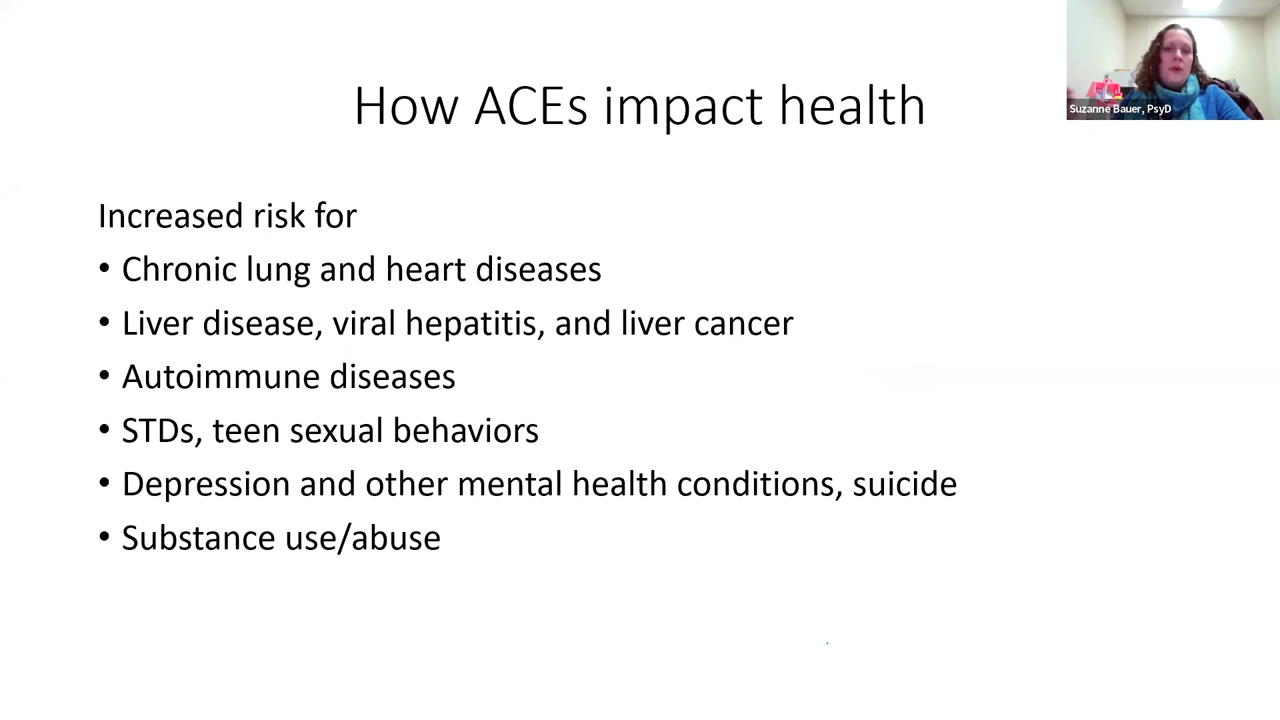 How ACEs impact health
Suzanne Bauer, PsyD
Increased risk for
• Chronic lung and heart diseases
• Liver disease, viral hepatitis, and liver cancer
• Autoimmune diseases
• STDs, teen sexual behaviors
• Depression and other mental health conditions, suicide
• Substance use/abuse